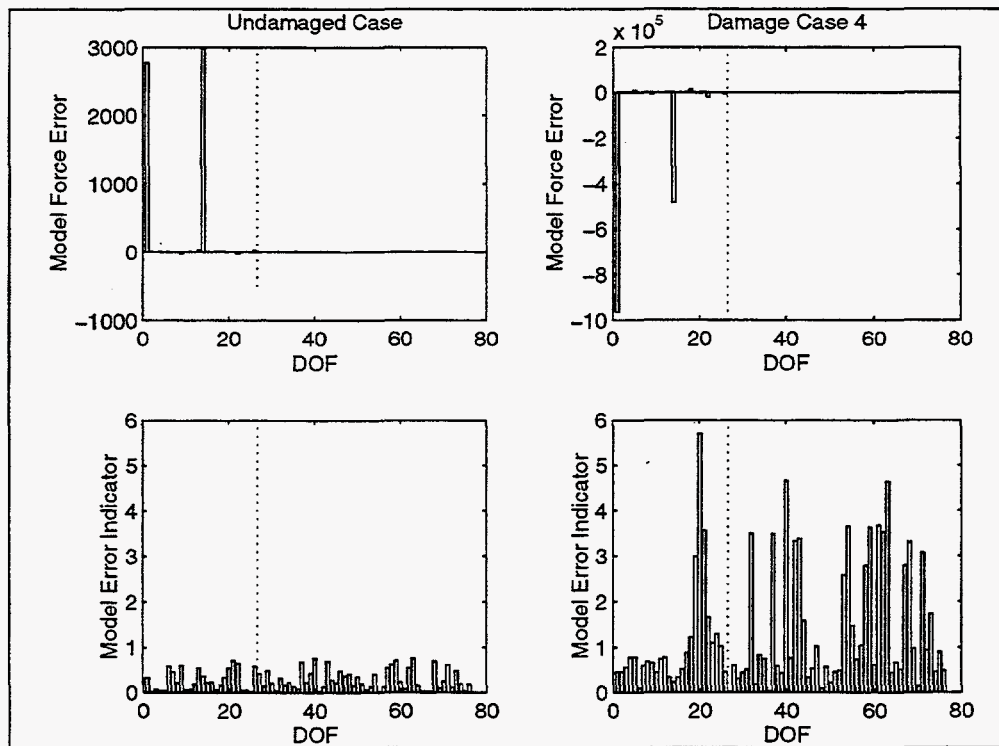 Undamaged Case
3000
2000
1000
0
−1000
0 20 40 60 80
Model Force Error
DOF
× 10⁵ Damage Case 4
2
0
−2
−4
−6
−8
−10
0 20 40 60 80
Model Force Error
DOF
6
5
4
3
2
1
0
0 20 40 60 80
Model Error Indicator
DOF
6
5
4
3
2
1
0
0 20 40 60 80
Model Error Indicator
DOF